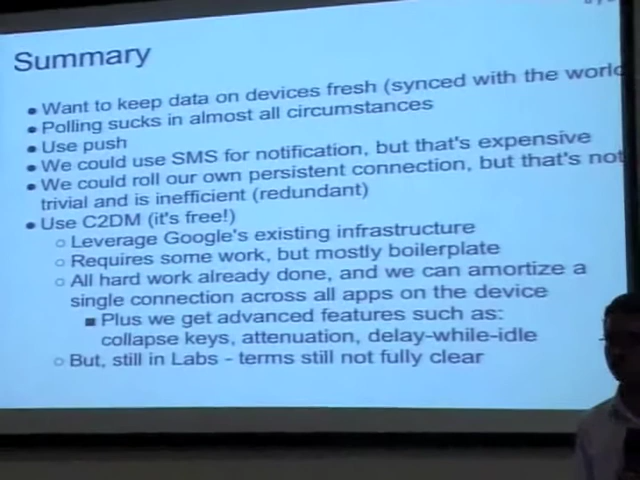 Summary
● Want to keep data on devices fresh (synced with the world
● Polling sucks in almost all circumstances
● Use push
● We could use SMS for notification, but that's expensive
● We could roll our own persistent connection, but that's not
trivial and is inefficient (redundant)
● Use C2DM (it's free!)
○ Leverage Google's existing infrastructure
○ Requires some work, but mostly boilerplate
○ All hard work already done, and we can amortize a
single connection across all apps on the device
■ Plus we get advanced features such as:
collapse keys, attenuation, delay-while-idle
○ But, still in Labs - terms still not fully clear